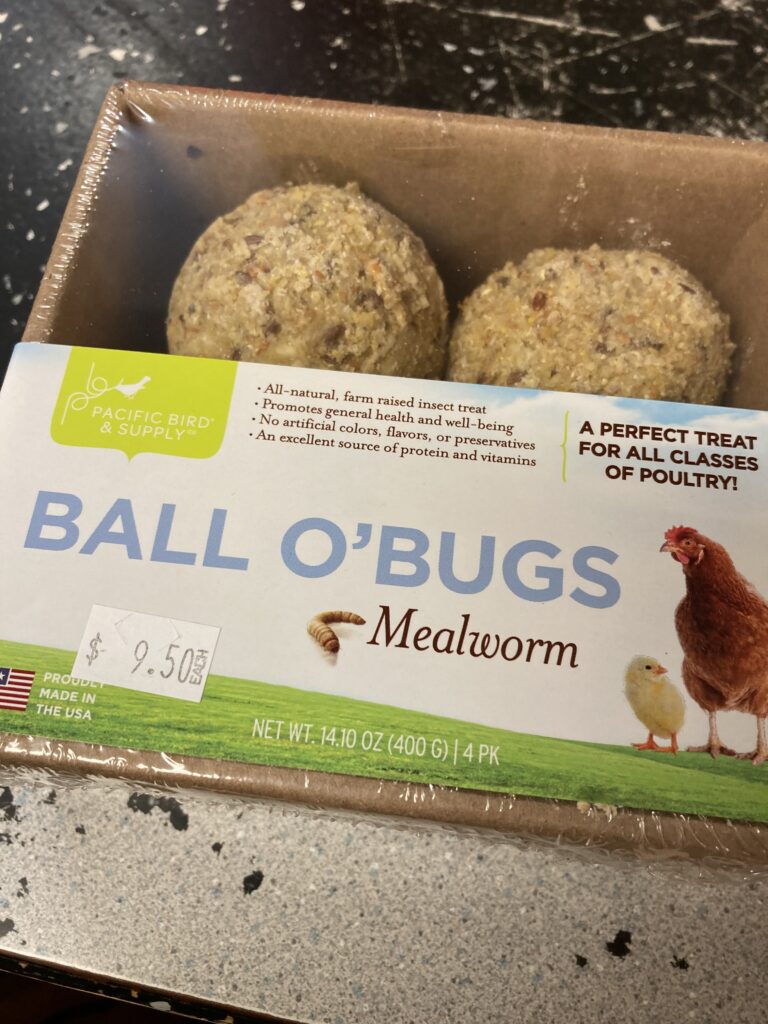 PACIFIC BIRD®
& SUPPLY CO
· All-natural, farm raised insect treat
· Promotes general health and well-being
· No artificial colors, flavors, or preservatives
· An excellent source of protein and vitamins
A PERFECT TREAT
FOR ALL CLASSES
OF POULTRY!
BALL O'BUGS
Mealworm
$ 9.50 EACH
MADE IN
THE USA
NET WT. 14.10 OZ (400 G) | 4 PK